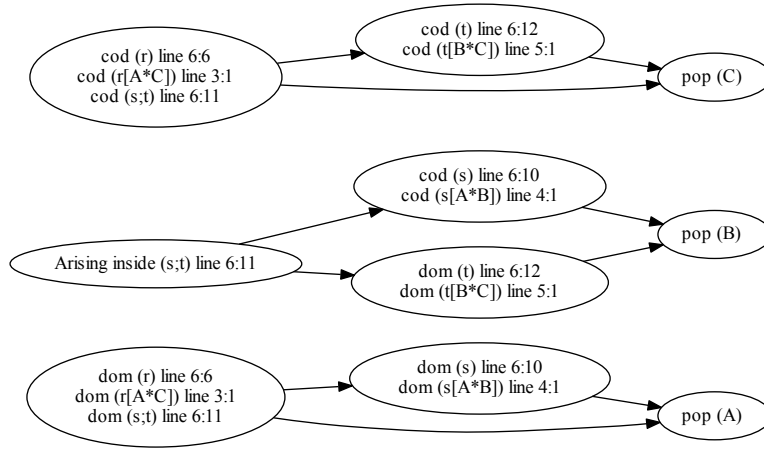 cod (r) line 6:6
cod (r[A*C]) line 3:1
cod (s;t) line 6:11
cod (t) line 6:12
cod (t[B*C]) line 5:1
pop (C)
Arising inside (s;t) line 6:11
cod (s) line 6:10
cod (s[A*B]) line 4:1
dom (t) line 6:12
dom (t[B*C]) line 5:1
pop (B)
dom (r) line 6:6
dom (r[A*C]) line 3:1
dom (s;t) line 6:11
dom (s) line 6:10
dom (s[A*B]) line 4:1
pop (A)